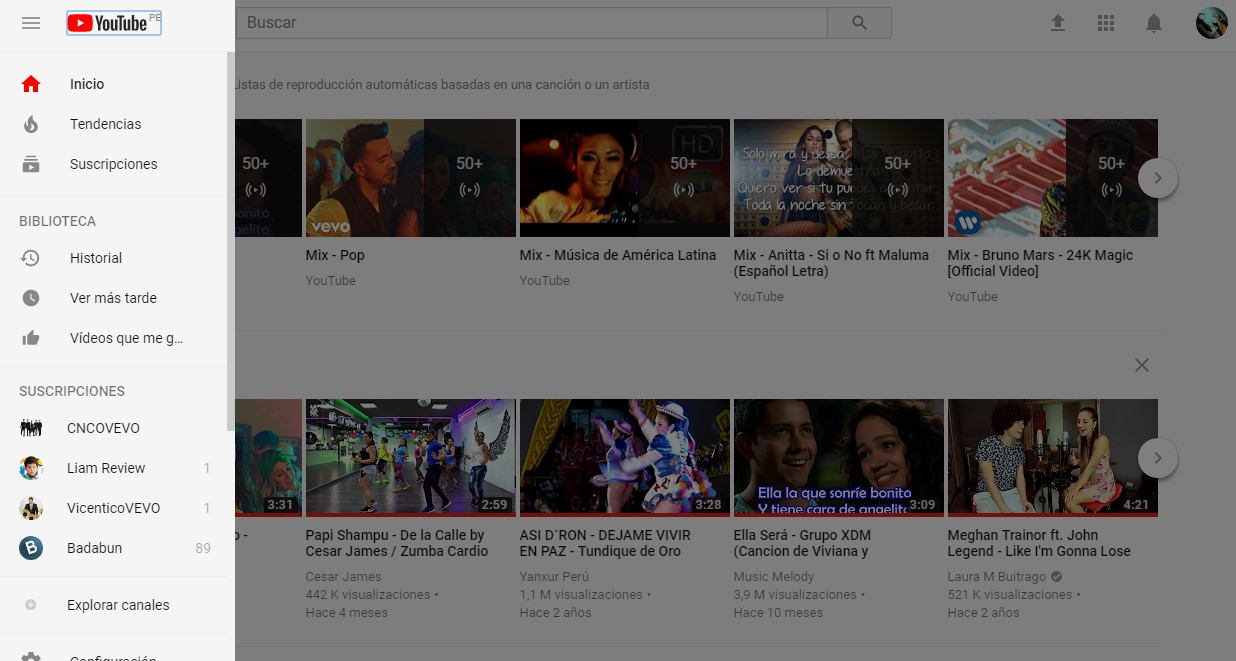 YouTube PE
Buscar
Inicio
Tendencias
Suscripciones
BIBLIOTECA
Historial
Ver más tarde
Vídeos que me g...
SUSCRIPCIONES
CNCOVEVO
Liam Review 1
VicenticoVEVO 1
Badabun 89
Explorar canales
Configuración
listas de reproducción automáticas basadas en una canción o un artista
50+
onito
ngelito
50+
vevo
Mix - Pop
YouTube
HD
50+
Mix - Música de América Latina
YouTube
Solo mira y desea,
Lo demuestra
Quiero ver si tu puedes
Toda la noche sin tocar
50+
Mix - Anitta - Si o No ft Maluma
(Español Letra)
YouTube
50+
Mix - Bruno Mars - 24K Magic
[Official Video]
YouTube
3:31
o -
2:59
Papi Shampu - De la Calle by
Cesar James / Zumba Cardio
Cesar James
442 K visualizaciones •
Hace 4 meses
3:28
ASI D´RON - DEJAME VIVIR
EN PAZ - Tundique de Oro
Yanxur Perú
1,1 M visualizaciones •
Hace 2 años
Ella la que sonríe bonito
Y tiene cara de angelito
3:09
Ella Será - Grupo XDM
(Cancion de Viviana y
Music Melody
3,9 M visualizaciones •
Hace 10 meses
4:21
Meghan Trainor ft. John
Legend - Like I'm Gonna Lose
Laura M Buitrago
521 K visualizaciones •
Hace 2 años